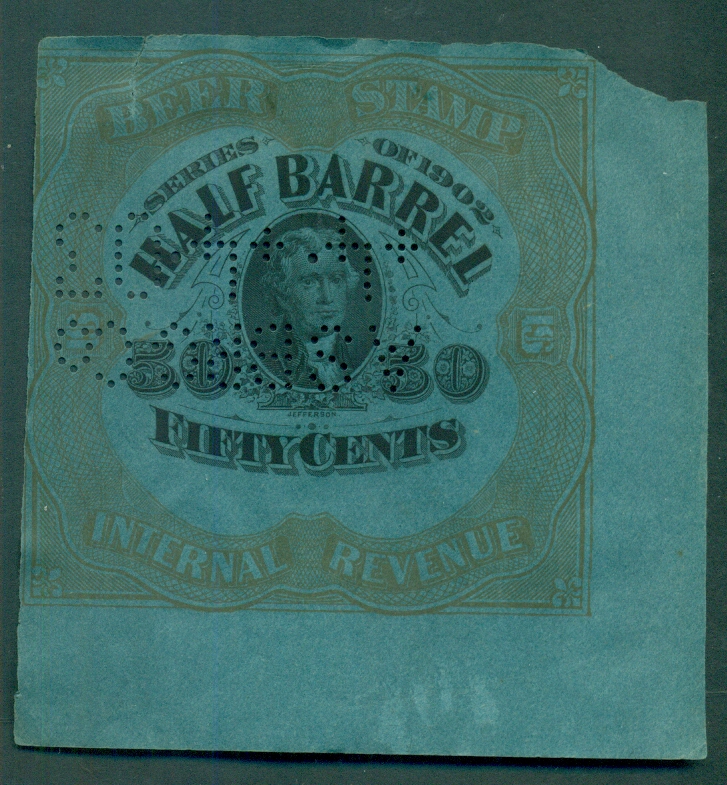 BEER STAMP
SERIES OF 1902
HALF BARREL
50 50
JEFFERSON
FIFTY CENTS
INTERNAL REVENUE